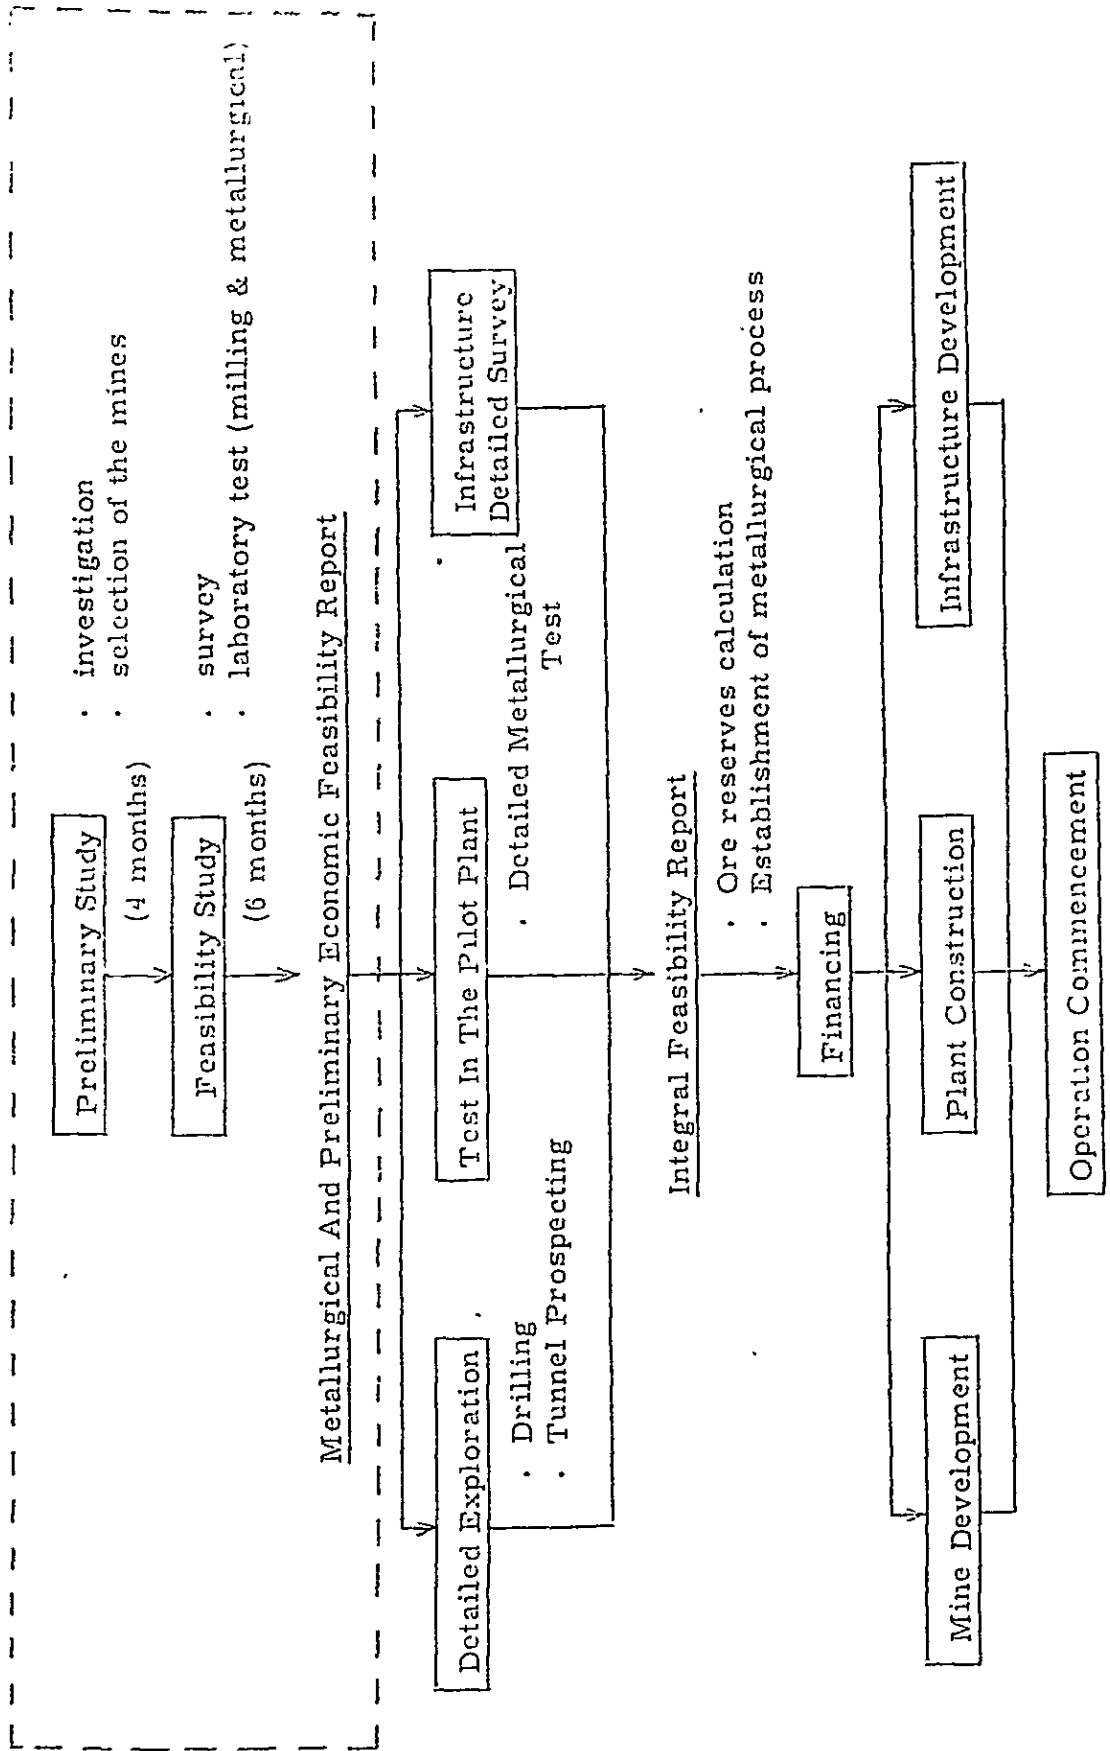 Preliminary Study
(4 months)
· investigation
· selection of the mines
Feasibility Study
(6 months)
· survey
· laboratory test (milling & metallurgical)
Metallurgical And Preliminary Economic Feasibility Report
Detailed Exploration
· Drilling
· Tunnel Prospecting
Test In The Pilot Plant
· Detailed Metallurgical
Test
Infrastructure
Detailed Survey
Integral Feasibility Report
· Ore reserves calculation
· Establishment of metallurgical process
Financing
Mine Development
Plant Construction
Infrastructure Development
Operation Commencement